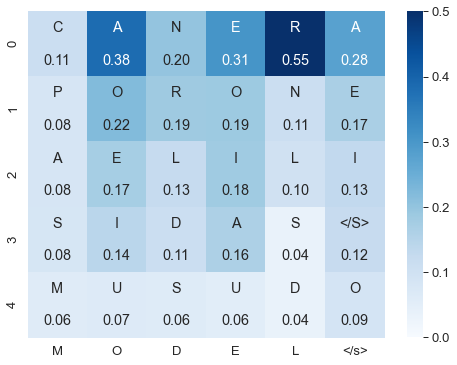 C A N E R A 0.5
0 0.11 0.38 0.20 0.31 0.55 0.28
P O R O N E 0.4
1 0.08 0.22 0.19 0.19 0.11 0.17
A E L I L I 0.3
2 0.08 0.17 0.13 0.18 0.10 0.13
S I D A S </S> 0.2
3 0.08 0.14 0.11 0.16 0.04 0.12
M U S U D O 0.1
4 0.06 0.07 0.06 0.06 0.04 0.09
0.0
M O D E L </s>